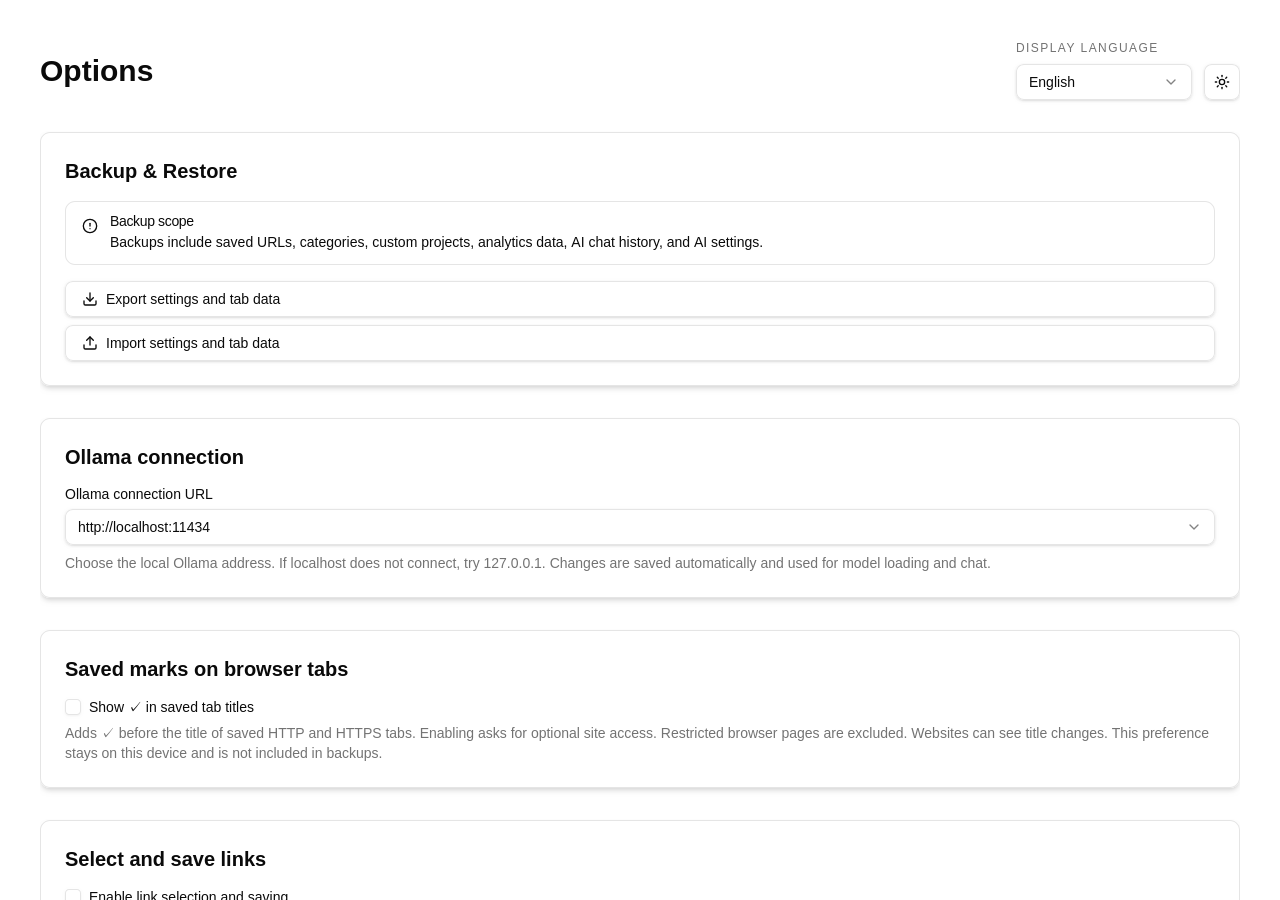 Options
DISPLAY LANGUAGE
English
Backup & Restore
Backup scope
Backups include saved URLs, categories, custom projects, analytics data, AI chat history, and AI settings.
Export settings and tab data
Import settings and tab data
Ollama connection
Ollama connection URL
http://localhost:11434
Choose the local Ollama address. If localhost does not connect, try 127.0.0.1. Changes are saved automatically and used for model loading and chat.
Saved marks on browser tabs
Show ✓ in saved tab titles
Adds ✓ before the title of saved HTTP and HTTPS tabs. Enabling asks for optional site access. Restricted browser pages are excluded. Websites can see title changes. This preference
stays on this device and is not included in backups.
Select and save links
Enable link selection and saving